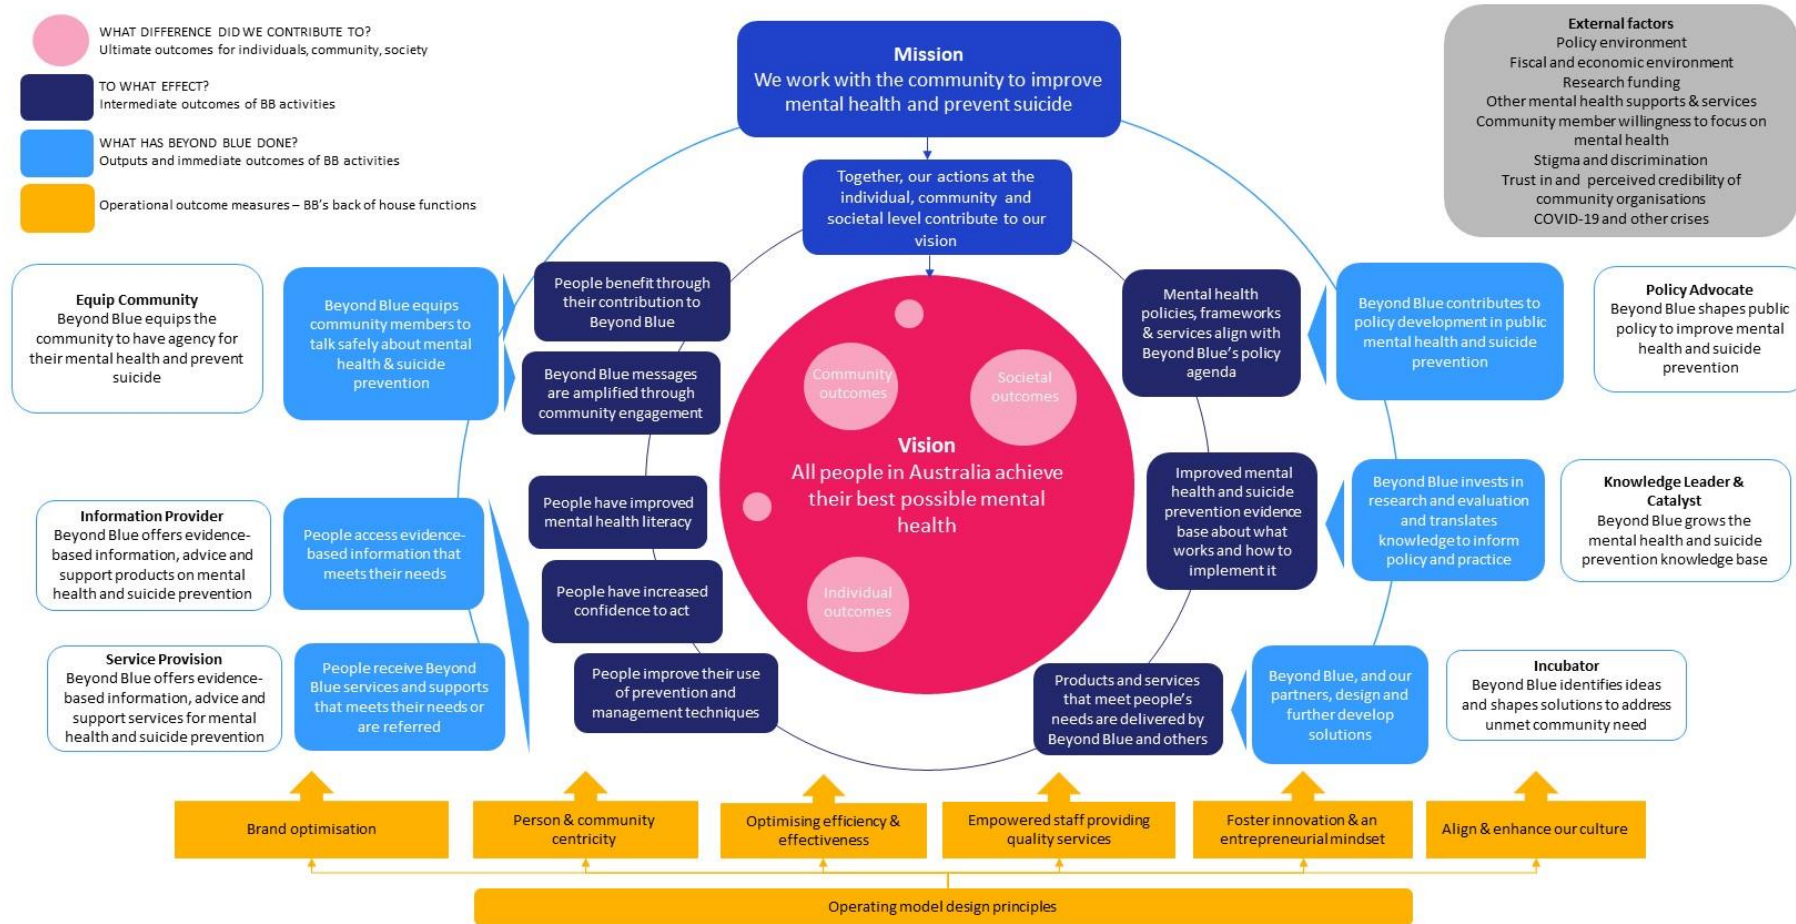 WHAT DIFFERENCE DID WE CONTRIBUTE TO?
Ultimate outcomes for individuals, community, society
TO WHAT EFFECT?
Intermediate outcomes of BB activities
WHAT HAS BEYOND BLUE DONE?
Outputs and immediate outcomes of BB activities
Operational outcome measures – BB's back of house functions
Mission
We work with the community to improve
mental health and prevent suicide
Together, our actions at the
individual, community and
societal level contribute to our
vision
External factors
Policy environment
Fiscal and economic environment
Research funding
Other mental health supports & services
Community member willingness to focus on
mental health
Stigma and discrimination
Trust in and perceived credibility of
community organisations
COVID-19 and other crises
Equip Community
Beyond Blue equips the
community to have agency for
their mental health and prevent
suicide
Beyond Blue equips
community members to
talk safely about mental
health & suicide
prevention
People benefit through
their contribution to
Beyond Blue
Beyond Blue messages
are amplified through
community engagement
Information Provider
Beyond Blue offers evidence-
based information, advice and
support products on mental
health and suicide prevention
People access evidence-
based information that
meets their needs
People have improved
mental health literacy
People have increased
confidence to act
Service Provision
Beyond Blue offers evidence-
based information, advice and
support services for mental
health and suicide prevention
People receive Beyond
Blue services and supports
that meets their needs or
are referred
People improve their use
of prevention and
management techniques
Community
outcomes
Societal
outcomes
Vision
All people in Australia achieve
their best possible mental
health
Individual
outcomes
Mental health
policies, frameworks
& services align with
Beyond Blue's policy
agenda
Beyond Blue contributes to
policy development in public
mental health and suicide
prevention
Policy Advocate
Beyond Blue shapes public
policy to improve mental
health and suicide
prevention
Improved mental
health and suicide
prevention evidence
base about what
works and how to
implement it
Beyond Blue invests in
research and evaluation
and translates
knowledge to inform
policy and practice
Knowledge Leader &
Catalyst
Beyond Blue grows the
mental health and suicide
prevention knowledge base
Products and services
that meet people's
needs are delivered by
Beyond Blue and others
Beyond Blue, and our
partners, design and
further develop
solutions
Incubator
Beyond Blue identifies ideas
and shapes solutions to address
unmet community need
Brand optimisation
Person & community
centricity
Optimising efficiency &
effectiveness
Empowered staff providing
quality services
Foster innovation & an
entrepreneurial mindset
Align & enhance our culture
Operating model design principles